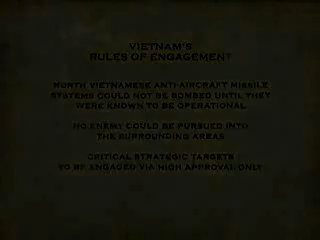 VIETNAM'S
RULES OF ENGAGEMENT
NORTH VIETNAMESE ANTI-AIRCRAFT MISSILE
SYSTEMS COULD NOT BE BOMBED UNTIL THEY
WERE KNOWN TO BE OPERATIONAL
NO ENEMY COULD BE PURSUED INTO
THE SURROUNDING AREAS
CRITICAL STRATEGIC TARGETS
TO BE ENGAGED VIA HIGH APPROVAL ONLY